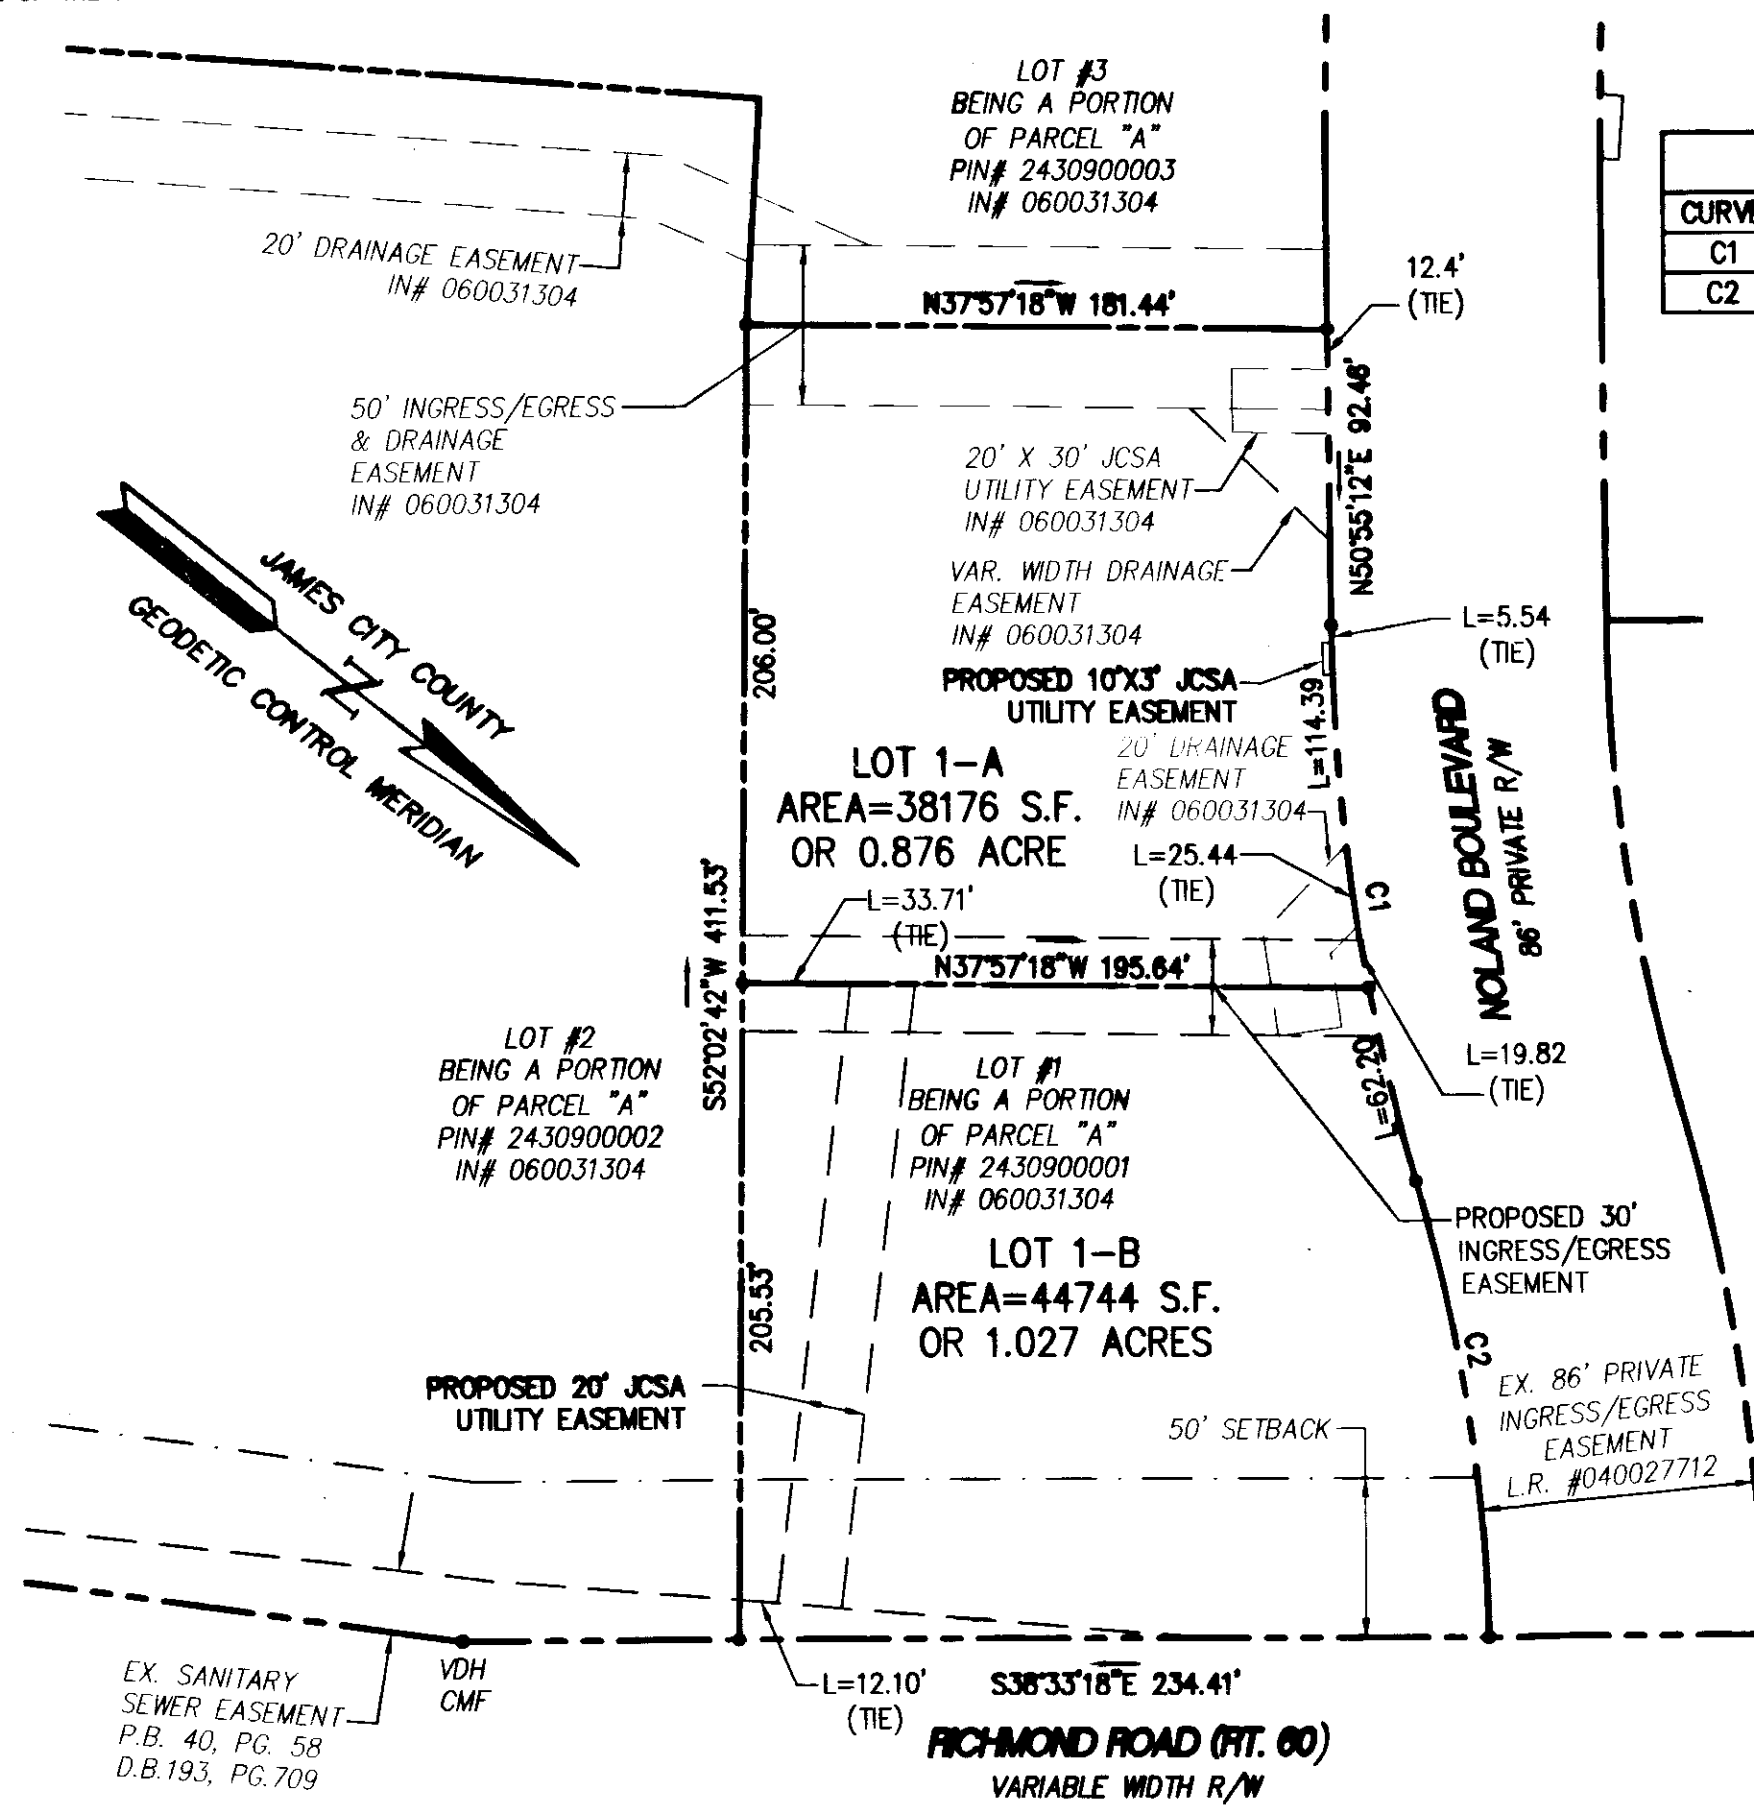 LOT #3
BEING A PORTION
OF PARCEL "A"
PIN# 2430900003
IN# 060031304
CURVE
C1
C2
12.4'
(TIE)
20' DRAINAGE EASEMENT
IN# 060031304
N37°57'18"W 181.44'
50' INGRESS/EGRESS
& DRAINAGE
EASEMENT
IN# 060031304
N50°55'12"E 92.46'
20' X 30' JCSA
UTILITY EASEMENT
IN# 060031304
VAR. WIDTH DRAINAGE
EASEMENT
IN# 060031304
JAMES CITY COUNTY
GEODETIC CONTROL MERIDIAN
N
206.00'
L=5.54
(TIE)
PROPOSED 10'X3' JCSA
UTILITY EASEMENT
L=114.39
20' DRAINAGE
EASEMENT
IN# 060031304
NOLAND BOULEVARD
86' PRIVATE R/W
LOT 1-A
AREA=38176 S.F.
OR 0.876 ACRE
L=25.44
(TIE)
C1
L=33.71'
(TIE)
N37°57'18"W 195.64'
S52°02'42"W 411.53'
LOT #2
BEING A PORTION
OF PARCEL "A"
PIN# 2430900002
IN# 060031304
LOT #1
BEING A PORTION
OF PARCEL "A"
PIN# 2430900001
IN# 060031304
L=62.20
L=19.82
(TIE)
PROPOSED 30'
INGRESS/EGRESS
EASEMENT
LOT 1-B
AREA=44744 S.F.
OR 1.027 ACRES
205.53'
C2
PROPOSED 20' JCSA
UTILITY EASEMENT
50' SETBACK
EX. 86' PRIVATE
INGRESS/EGRESS
EASEMENT
L.R. #040027712
EX. SANITARY
SEWER EASEMENT
P.B. 40, PG. 58
D.B.193, PG.709
VDH
CMF
L=12.10'
(TIE)
S38°33'18"E 234.41'
RICHMOND ROAD (RT. 60)
VARIABLE WIDTH R/W